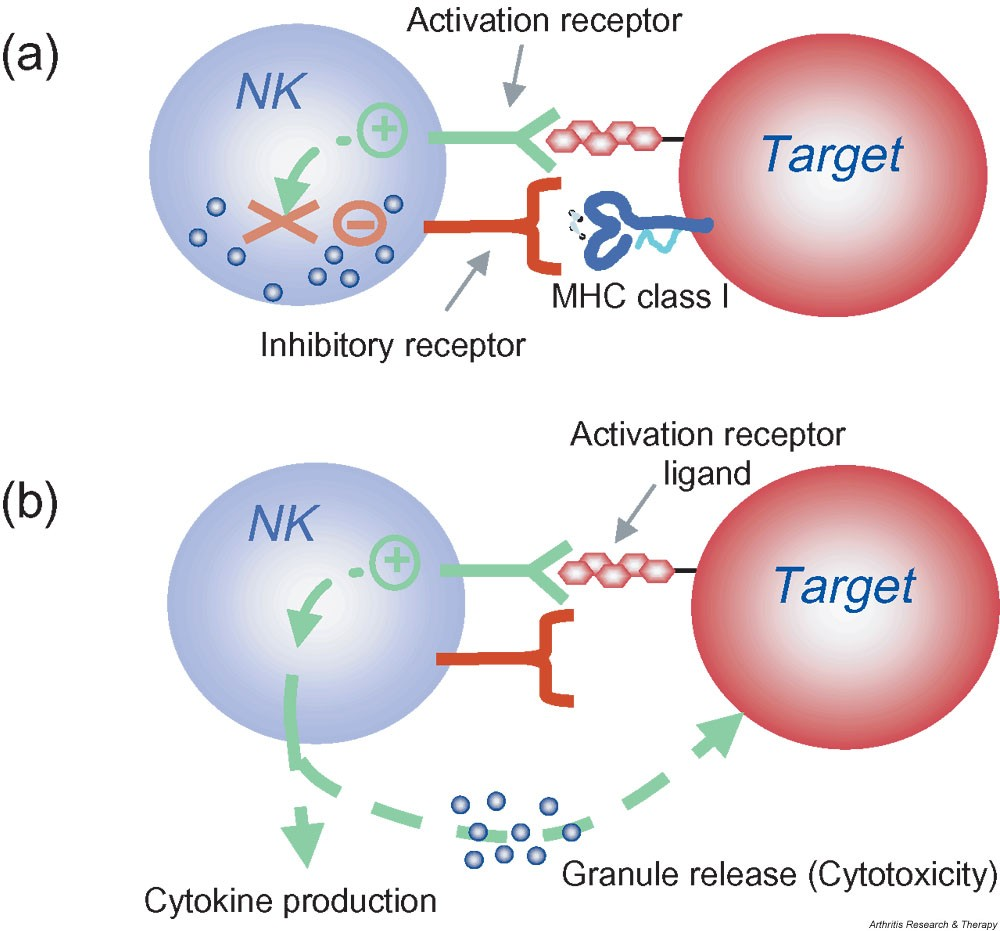 (a)
Activation receptor
NK
+
Target
−
MHC class I
Inhibitory receptor
(b)
Activation receptor
ligand
NK
+
Target
Granule release (Cytotoxicity)
Cytokine production
Arthritis Research & Therapy